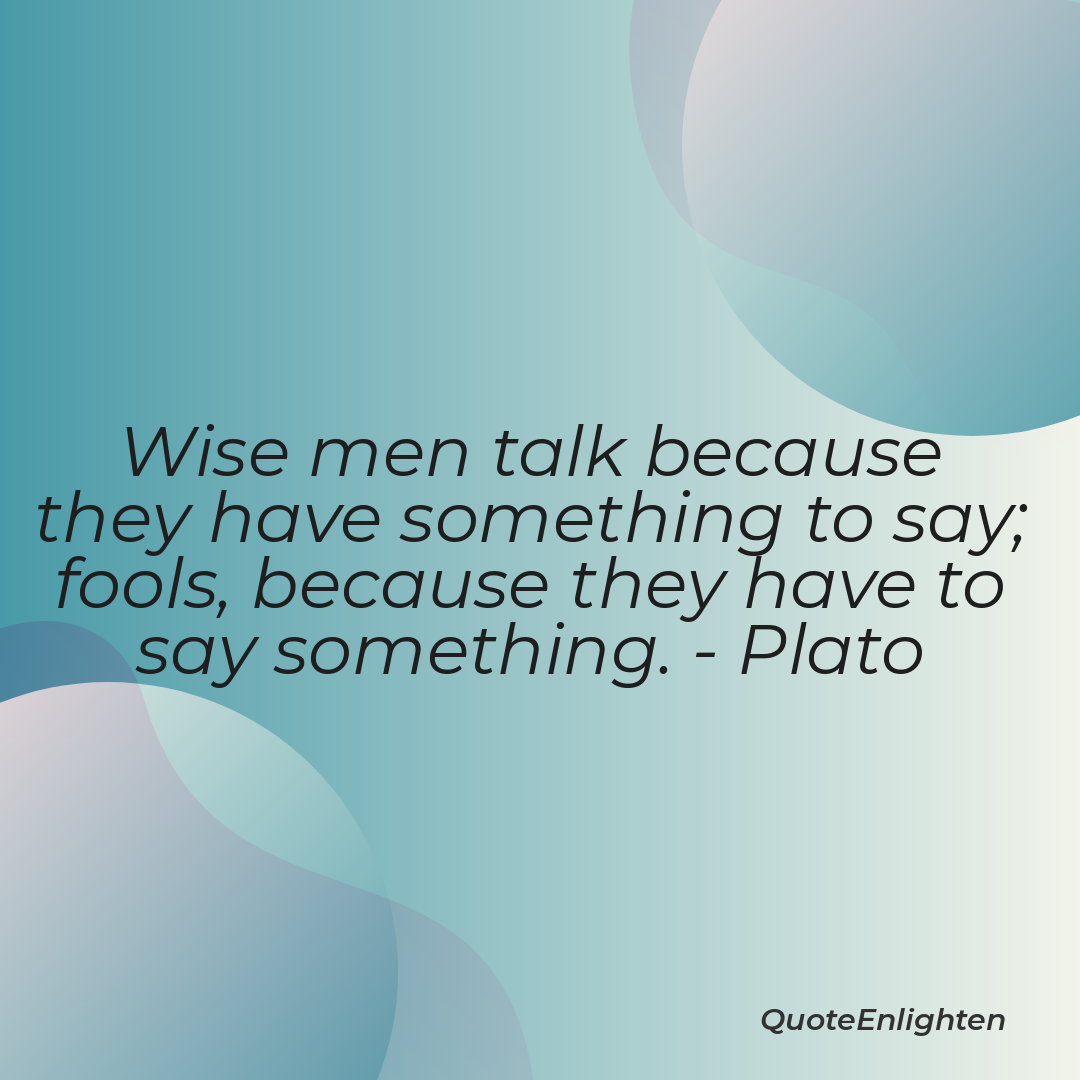 Wise men talk because
they have something to say;
fools, because they have to
say something. - Plato
QuoteEnlighten